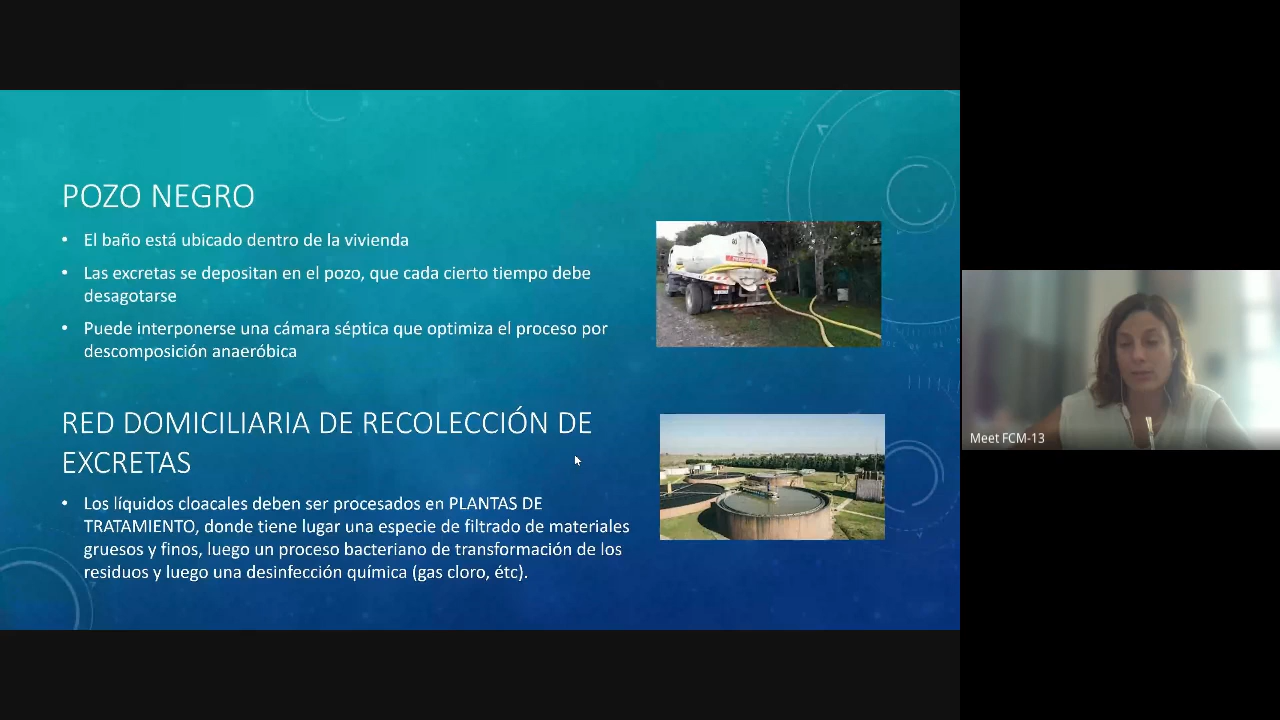 POZO NEGRO
• El baño está ubicado dentro de la vivienda
• Las excretas se depositan en el pozo, que cada cierto tiempo debe
desagotarse
• Puede interponerse una cámara séptica que optimiza el proceso por
descomposición anaeróbica
RED DOMICILIARIA DE RECOLECCIÓN DE
EXCRETAS
• Los líquidos cloacales deben ser procesados en PLANTAS DE
TRATAMIENTO, donde tiene lugar una especie de filtrado de materiales
gruesos y finos, luego un proceso bacteriano de transformación de los
residuos y luego una desinfección química (gas cloro, étc).
Meet FCM-13